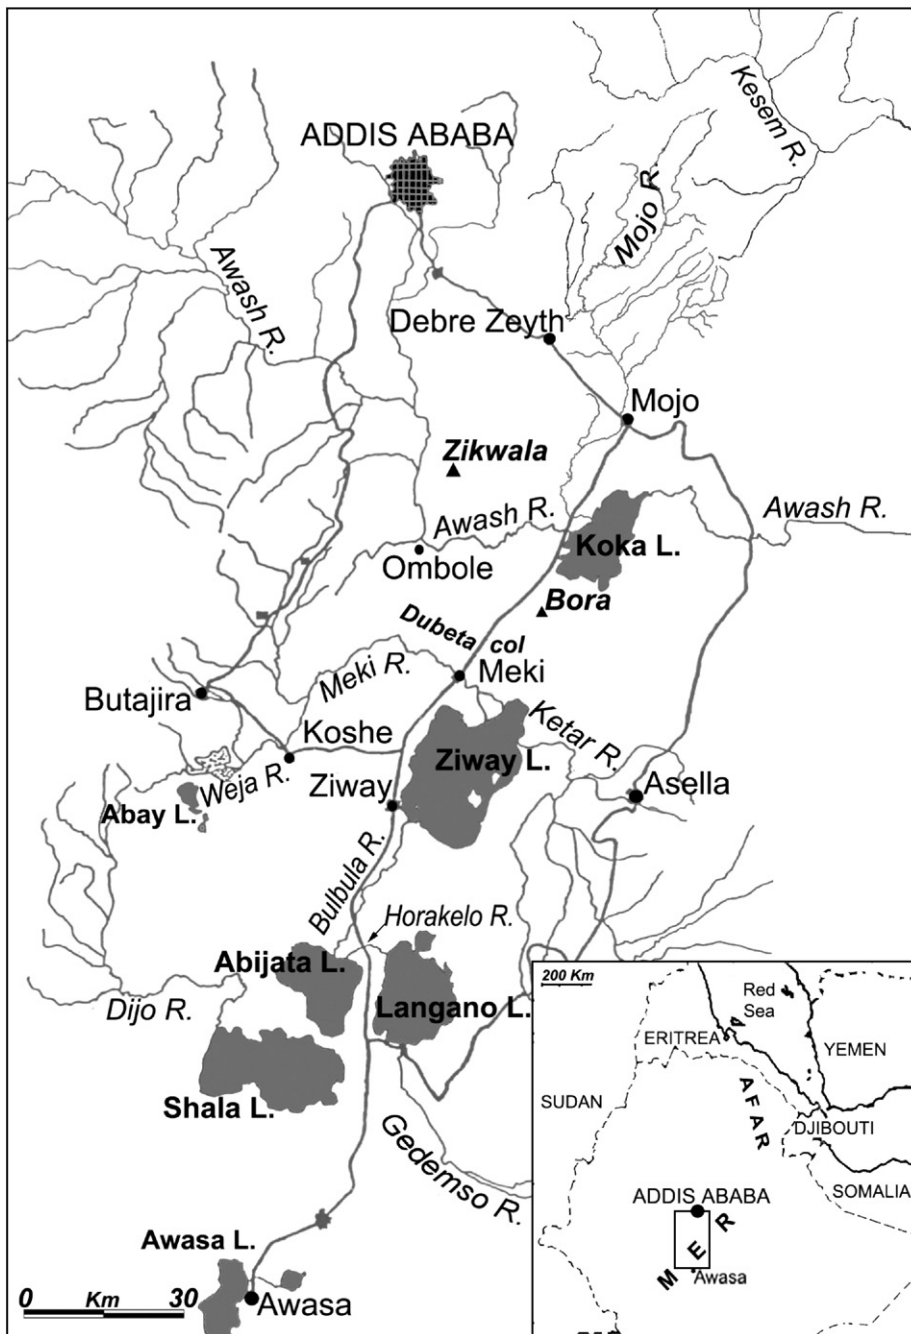 ADDIS ABABA
Kesem R.
Mojo R
Awash R.
Debre Zeyth
Mojo
Zikwala
Awash R.
Awash R.
Koka L.
Ombole
Bora
Dubeta col
Meki R.
Meki
Butajira
Ketar R.
Koshe
Ziway L.
Weja R.
Ziway
Asella
Abay L.
Bulbula R.
Horakelo R.
Abijata L.
Langano L.
Dijo R.
Shala L.
Gedemso R.
Awasa L.
Awasa
0 Km 30
200 Km
Red
Sea
ERITREA
YEMEN
SUDAN
AFAR
DJIBOUTI
SOMALIA
ADDIS ABABA
MER
Awasa